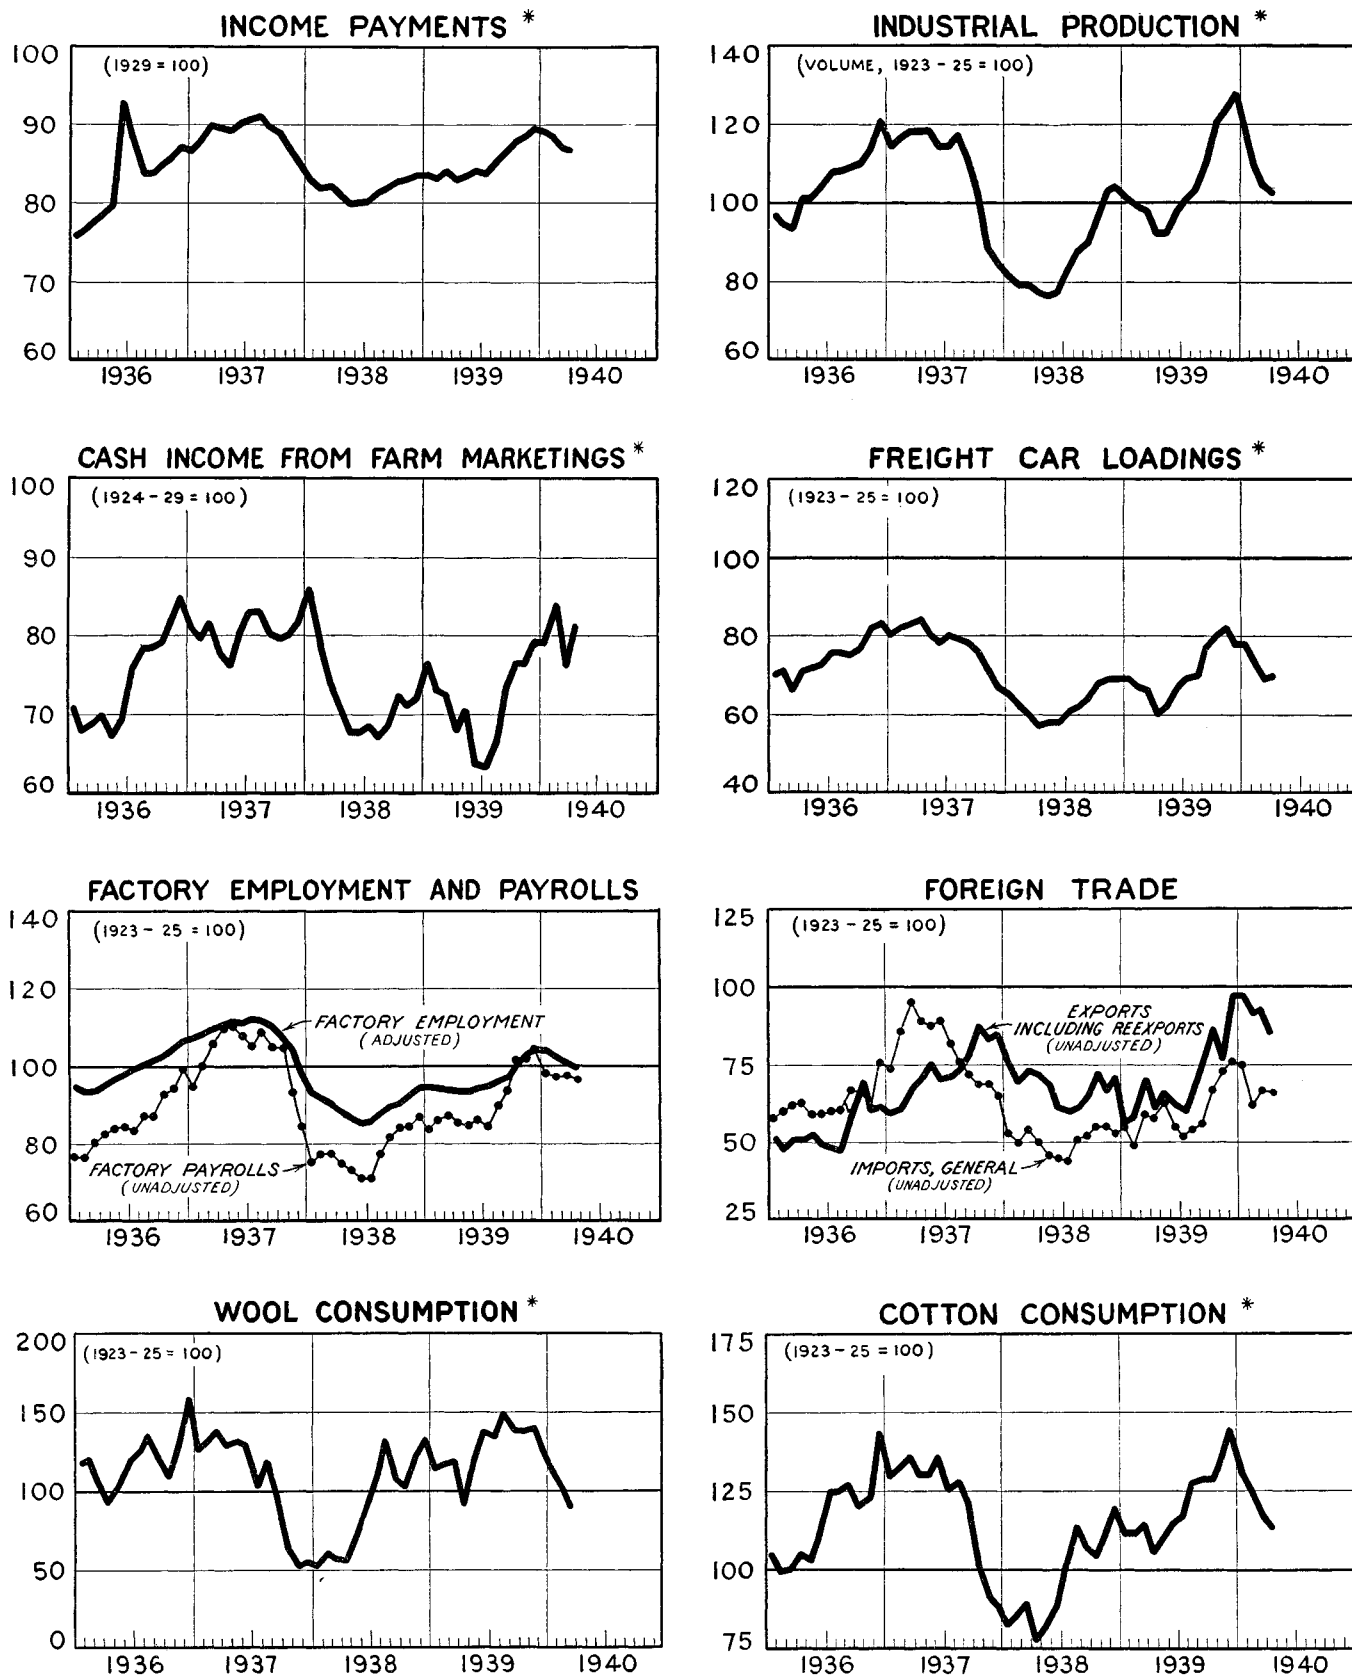 INCOME PAYMENTS *
(1929 = 100)
100
90
80
70
60
1936 1937 1938 1939 1940
INDUSTRIAL PRODUCTION *
(VOLUME, 1923 - 25 = 100)
140
120
100
80
60
1936 1937 1938 1939 1940
CASH INCOME FROM FARM MARKETINGS *
(1924 - 29 = 100)
100
90
80
70
60
1936 1937 1938 1939 1940
FREIGHT CAR LOADINGS *
(1923 - 25 = 100)
120
100
80
60
40
1936 1937 1938 1939 1940
FACTORY EMPLOYMENT AND PAYROLLS
(1923 - 25 = 100)
140
120
100
80
60
FACTORY EMPLOYMENT
(ADJUSTED)
FACTORY PAYROLLS
(UNADJUSTED)
1936 1937 1938 1939 1940
FOREIGN TRADE
(1923 - 25 = 100)
125
100
75
50
25
EXPORTS
INCLUDING REEXPORTS
(UNADJUSTED)
IMPORTS, GENERAL
(UNADJUSTED)
1936 1937 1938 1939 1940
WOOL CONSUMPTION *
(1923 - 25 = 100)
200
150
100
50
0
1936 1937 1938 1939 1940
COTTON CONSUMPTION *
(1923 - 25 = 100)
175
150
125
100
75
1936 1937 1938 1939 1940